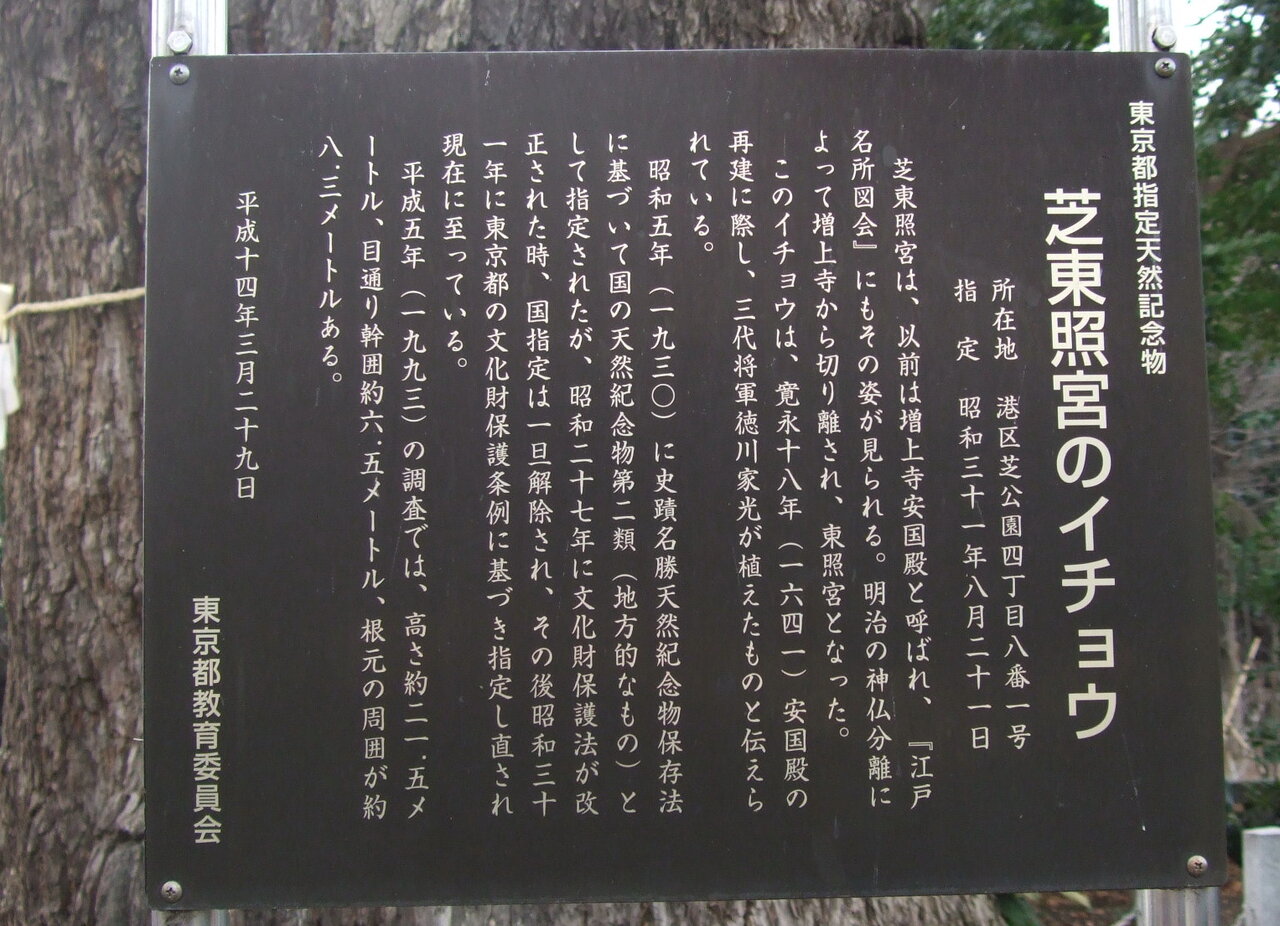 東京都指定天然記念物
芝東照宮のイチョウ
所在地　港区芝公園四丁目八番一号
指　定　昭和三十一年八月二十一日
芝東照宮は、以前は増上寺安国殿と呼ばれ、『江戸
名所図会』にもその姿が見られる。明治の神仏分離に
よって増上寺から切り離され、東照宮となった。
このイチョウは、寛永十八年（一六四一）安国殿の
再建に際し、三代将軍徳川家光が植えたものと伝えら
れている。
昭和五年（一九三〇）に史蹟名勝天然紀念物保存法
に基づいて国の天然紀念物第二類（地方的なもの）と
して指定されたが、昭和二十七年に文化財保護法が改
正された時、国指定は一旦解除され、その後昭和三十
一年に東京都の文化財保護条例に基づき指定し直され
現在に至っている。
平成五年（一九九三）の調査では、高さ約二一．五メ
ートル、目通り幹囲約六．五メートル、根元の周囲が約
八．三メートルある。
平成十四年三月二十九日
東京都教育委員会